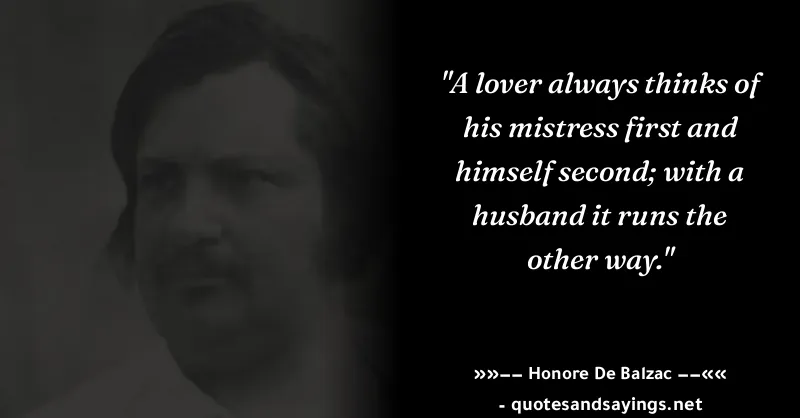 "A lover always thinks of
his mistress first and
himself second; with a
husband it runs the
other way."
»»−− Honore De Balzac −−««
- quotesandsayings.net